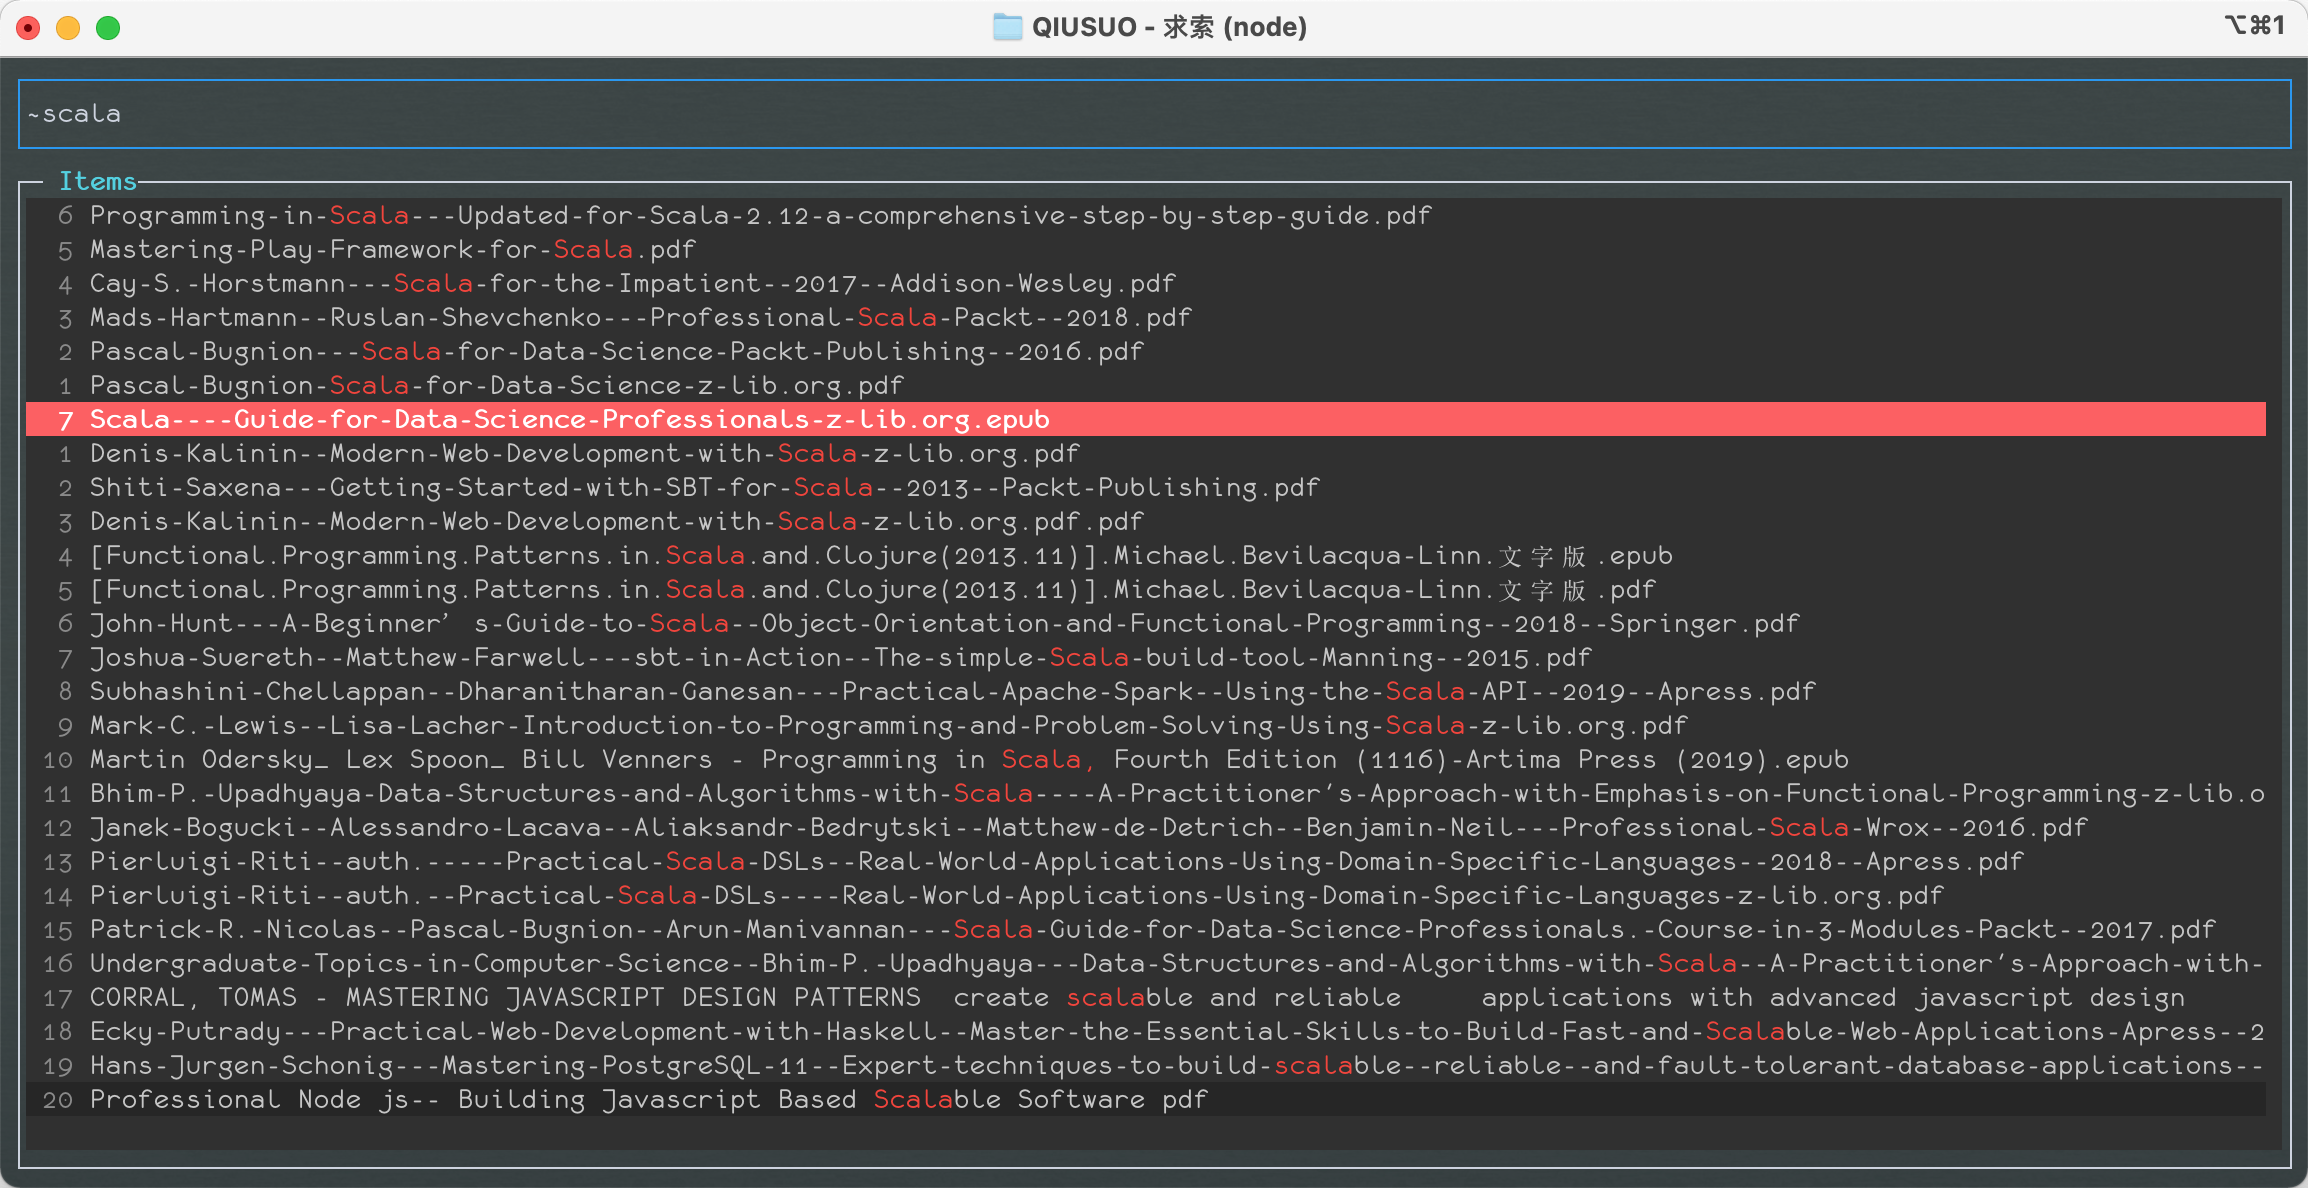 QIUSUO - 求索 (node)
⌥⌘1
~scala
Items
6 Programming-in-Scala---Updated-for-Scala-2.12-a-comprehensive-step-by-step-guide.pdf
5 Mastering-Play-Framework-for-Scala.pdf
4 Cay-S.-Horstmann---Scala-for-the-Impatient--2017--Addison-Wesley.pdf
3 Mads-Hartmann--Ruslan-Shevchenko---Professional-Scala-Packt--2018.pdf
2 Pascal-Bugnion---Scala-for-Data-Science-Packt-Publishing--2016.pdf
1 Pascal-Bugnion-Scala-for-Data-Science-z-lib.org.pdf
7 Scala----Guide-for-Data-Science-Professionals-z-lib.org.epub
1 Denis-Kalinin--Modern-Web-Development-with-Scala-z-lib.org.pdf
2 Shiti-Saxena---Getting-Started-with-SBT-for-Scala--2013--Packt-Publishing.pdf
3 Denis-Kalinin--Modern-Web-Development-with-Scala-z-lib.org.pdf.pdf
4 [Functional.Programming.Patterns.in.Scala.and.Clojure(2013.11)].Michael.Bevilacqua-Linn.文字版.epub
5 [Functional.Programming.Patterns.in.Scala.and.Clojure(2013.11)].Michael.Bevilacqua-Linn.文字版.pdf
6 John-Hunt---A-Beginner’s-Guide-to-Scala--Object-Orientation-and-Functional-Programming--2018--Springer.pdf
7 Joshua-Suereth--Matthew-Farwell---sbt-in-Action--The-simple-Scala-build-tool-Manning--2015.pdf
8 Subhashini-Chellappan--Dharanitharan-Ganesan---Practical-Apache-Spark--Using-the-Scala-API--2019--Apress.pdf
9 Mark-C.-Lewis--Lisa-Lacher-Introduction-to-Programming-and-Problem-Solving-Using-Scala-z-lib.org.pdf
10 Martin Odersky_ Lex Spoon_ Bill Venners - Programming in Scala, Fourth Edition (1116)-Artima Press (2019).epub
11 Bhim-P.-Upadhyaya-Data-Structures-and-Algorithms-with-Scala----A-Practitioner's-Approach-with-Emphasis-on-Functional-Programming-z-lib.o
12 Janek-Bogucki--Alessandro-Lacava--Aliaksandr-Bedrytski--Matthew-de-Detrich--Benjamin-Neil---Professional-Scala-Wrox--2016.pdf
13 Pierluigi-Riti--auth.-----Practical-Scala-DSLs--Real-World-Applications-Using-Domain-Specific-Languages--2018--Apress.pdf
14 Pierluigi-Riti--auth.--Practical-Scala-DSLs----Real-World-Applications-Using-Domain-Specific-Languages-z-lib.org.pdf
15 Patrick-R.-Nicolas--Pascal-Bugnion--Arun-Manivannan---Scala-Guide-for-Data-Science-Professionals.-Course-in-3-Modules-Packt--2017.pdf
16 Undergraduate-Topics-in-Computer-Science--Bhim-P.-Upadhyaya---Data-Structures-and-Algorithms-with-Scala--A-Practitioner's-Approach-with-
17 CORRAL, TOMAS - MASTERING JAVASCRIPT DESIGN PATTERNS  create scalable and reliable     applications with advanced javascript design
18 Ecky-Putrady---Practical-Web-Development-with-Haskell--Master-the-Essential-Skills-to-Build-Fast-and-Scalable-Web-Applications-Apress--2
19 Hans-Jurgen-Schonig---Mastering-PostgreSQL-11--Expert-techniques-to-build-scalable--reliable--and-fault-tolerant-database-applications--
20 Professional Node js-- Building Javascript Based Scalable Software pdf